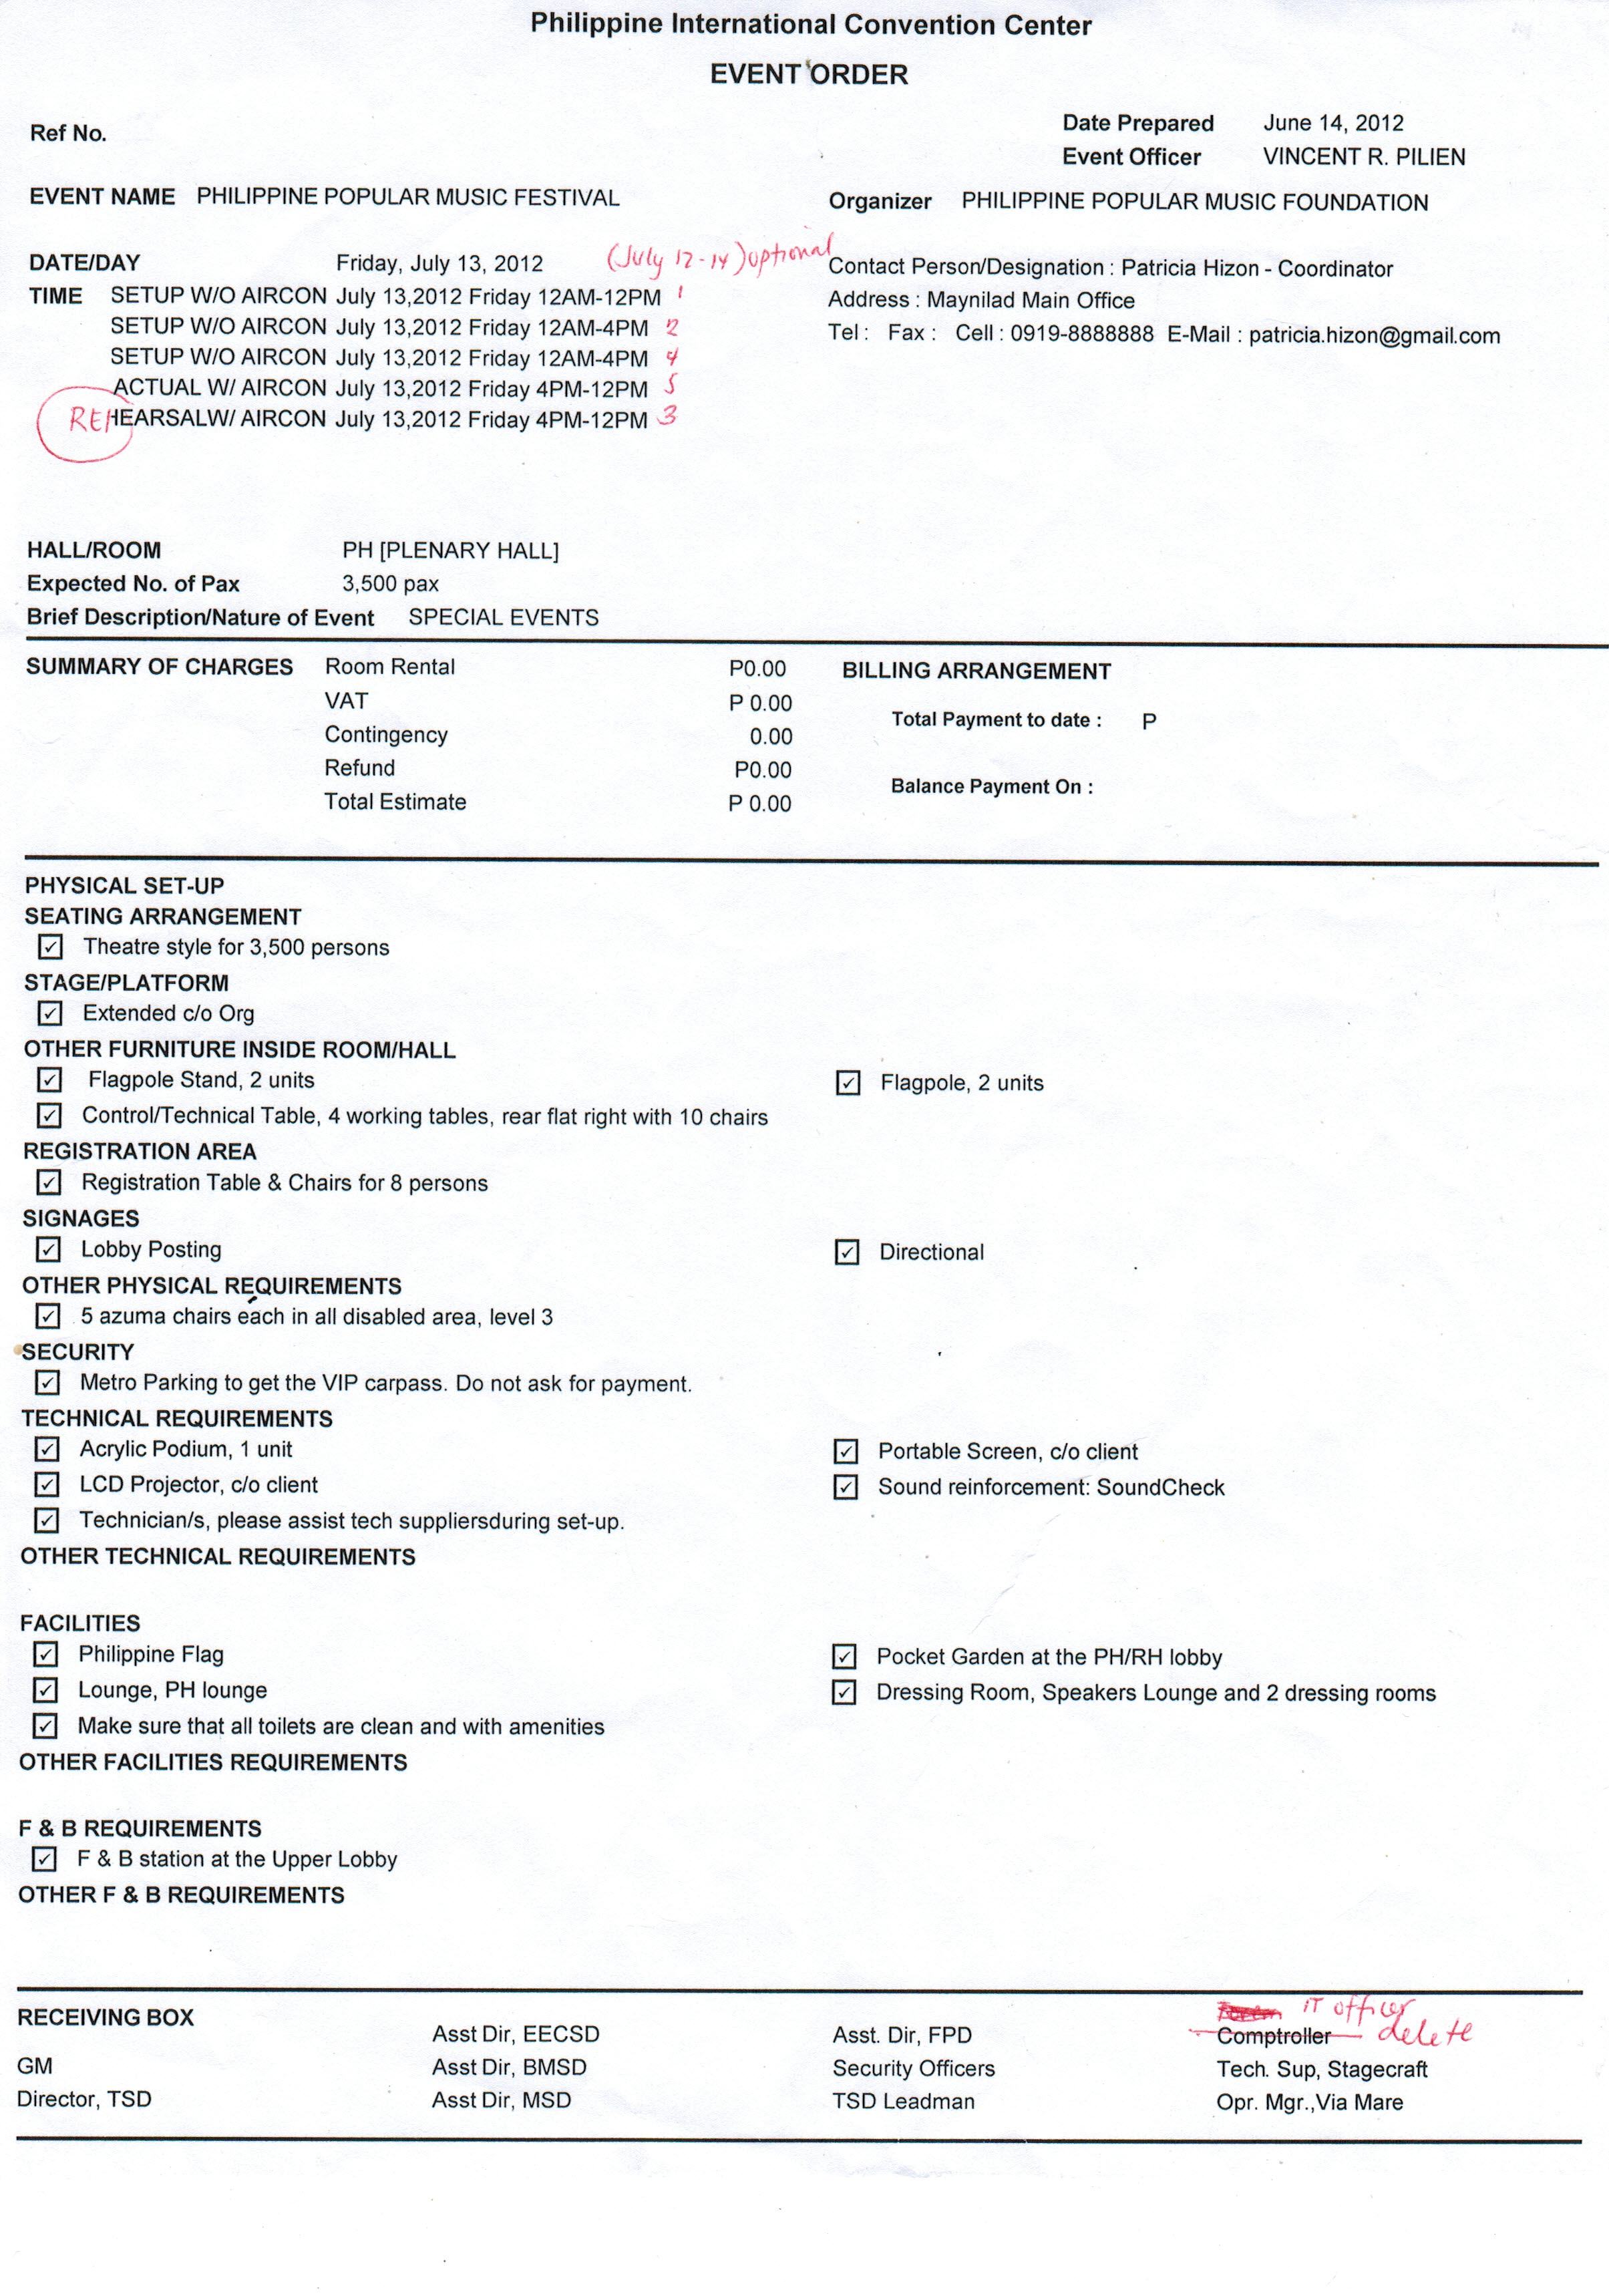 Philippine International Convention Center
EVENT ORDER
Ref No.
Date Prepared June 14, 2012
Event Officer VINCENT R. PILIEN
EVENT NAME PHILIPPINE POPULAR MUSIC FESTIVAL
Organizer PHILIPPINE POPULAR MUSIC FOUNDATION
DATE/DAY Friday, July 13, 2012 (July 12-14) optional
TIME SETUP W/O AIRCON July 13,2012 Friday 12AM-12PM 1
SETUP W/O AIRCON July 13,2012 Friday 12AM-4PM 2
SETUP W/O AIRCON July 13,2012 Friday 12AM-4PM 4
ACTUAL W/ AIRCON July 13,2012 Friday 4PM-12PM 5
REHEARSALW/ AIRCON July 13,2012 Friday 4PM-12PM 3
Contact Person/Designation : Patricia Hizon - Coordinator
Address : Maynilad Main Office
Tel : Fax : Cell : 0919-8888888 E-Mail : patricia.hizon@gmail.com
HALL/ROOM PH [PLENARY HALL]
Expected No. of Pax 3,500 pax
Brief Description/Nature of Event SPECIAL EVENTS
SUMMARY OF CHARGES Room Rental P0.00
VAT P 0.00
Contingency 0.00
Refund P0.00
Total Estimate P 0.00
BILLING ARRANGEMENT
Total Payment to date : P
Balance Payment On :
PHYSICAL SET-UP
SEATING ARRANGEMENT
☑ Theatre style for 3,500 persons
STAGE/PLATFORM
☑ Extended c/o Org
OTHER FURNITURE INSIDE ROOM/HALL
☑ Flagpole Stand, 2 units ☑ Flagpole, 2 units
☑ Control/Technical Table, 4 working tables, rear flat right with 10 chairs
REGISTRATION AREA
☑ Registration Table & Chairs for 8 persons
SIGNAGES
☑ Lobby Posting ☑ Directional
OTHER PHYSICAL REQUIREMENTS
☑ 5 azuma chairs each in all disabled area, level 3
SECURITY
☑ Metro Parking to get the VIP carpass. Do not ask for payment.
TECHNICAL REQUIREMENTS
☑ Acrylic Podium, 1 unit ☑ Portable Screen, c/o client
☑ LCD Projector, c/o client ☑ Sound reinforcement: SoundCheck
☑ Technician/s, please assist tech suppliersduring set-up.
OTHER TECHNICAL REQUIREMENTS
FACILITIES
☑ Philippine Flag ☑ Pocket Garden at the PH/RH lobby
☑ Lounge, PH lounge ☑ Dressing Room, Speakers Lounge and 2 dressing rooms
☑ Make sure that all toilets are clean and with amenities
OTHER FACILITIES REQUIREMENTS
F & B REQUIREMENTS
☑ F & B station at the Upper Lobby
OTHER F & B REQUIREMENTS
RECEIVING BOX IT officer
Asst Dir, EECSD Asst. Dir, FPD Comptroller delete
GM Asst Dir, BMSD Security Officers Tech. Sup, Stagecraft
Director, TSD Asst Dir, MSD TSD Leadman Opr. Mgr.,Via Mare